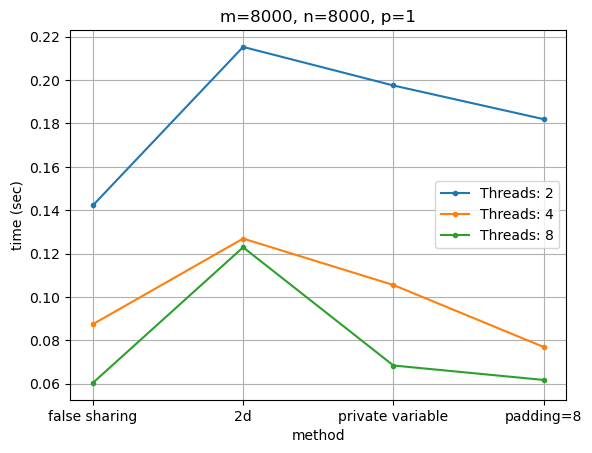 m=8000, n=8000, p=1
time (sec)
0.22
0.20
0.18
0.16
0.14
0.12
0.10
0.08
0.06
Threads: 2
Threads: 4
Threads: 8
false sharing 2d private variable padding=8
method